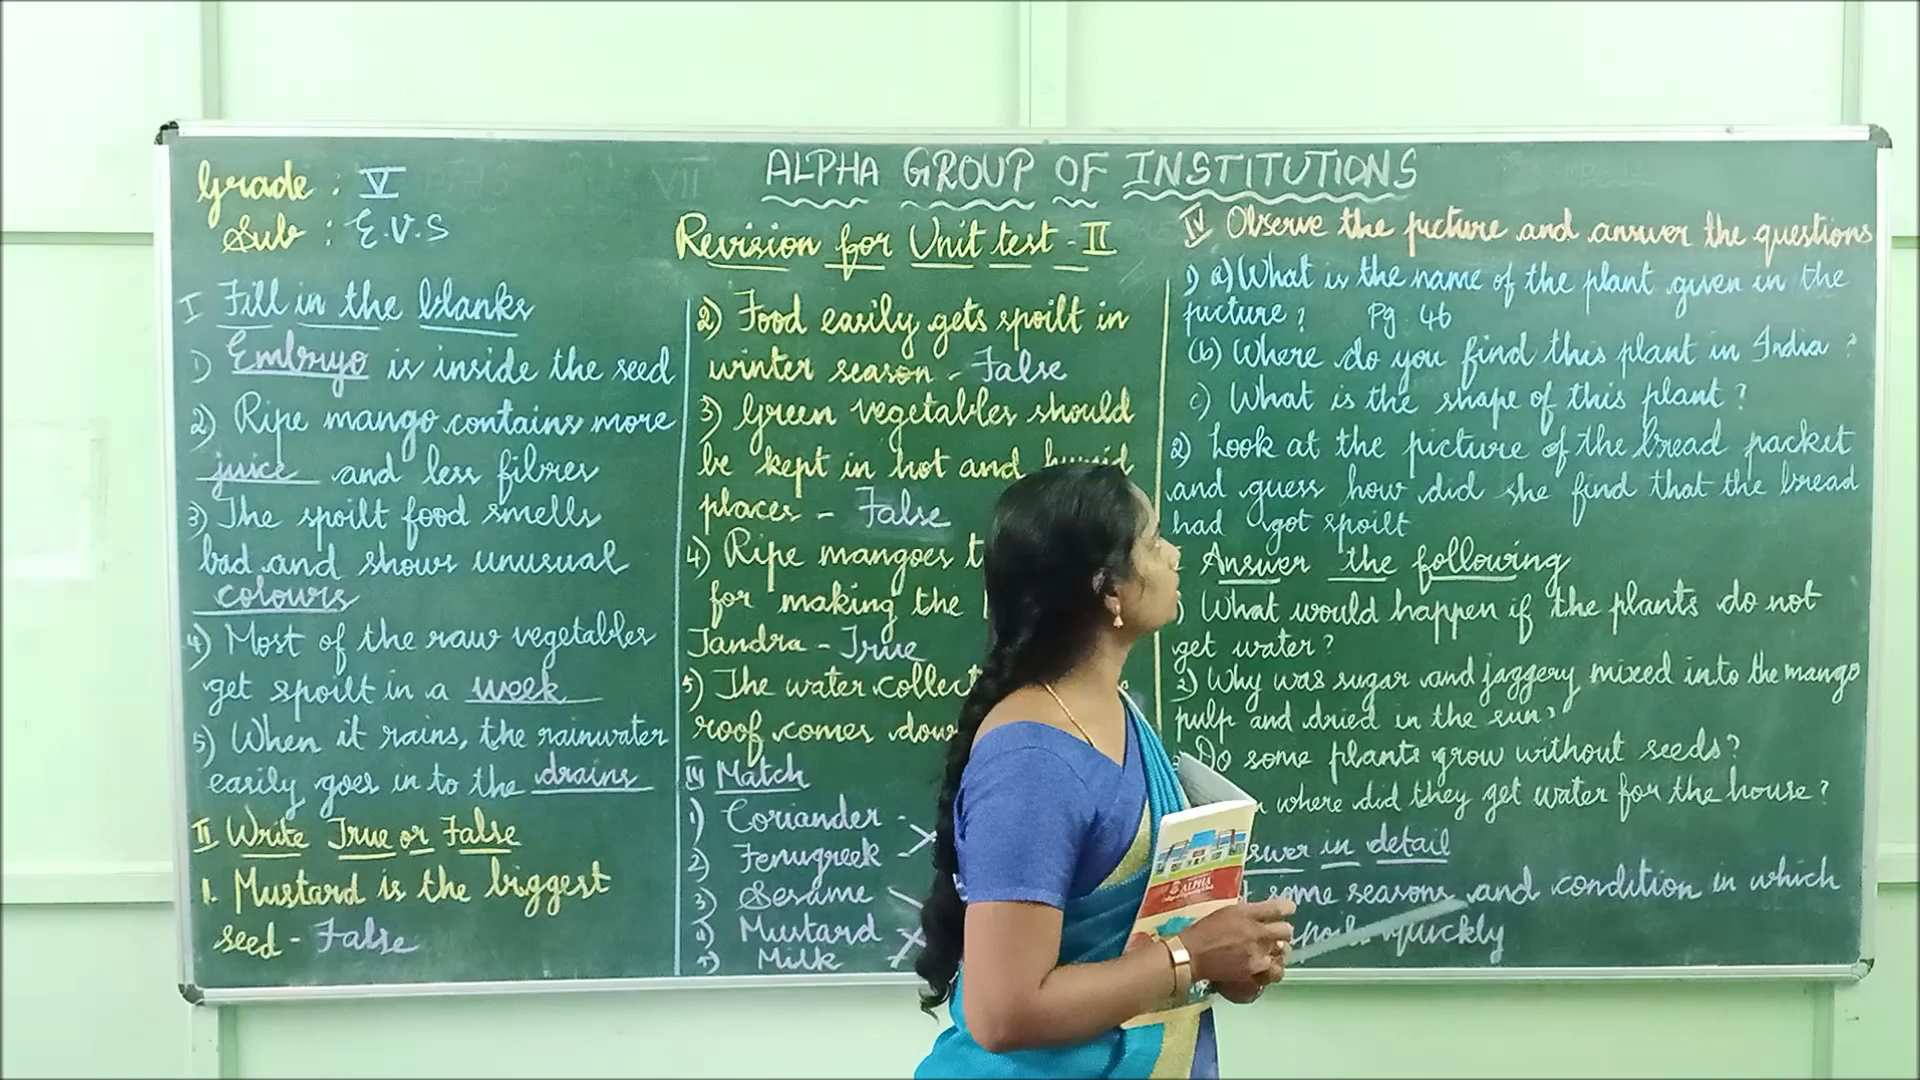 ALPHA GROUP OF INSTITUTIONS
Grade : V
Sub : E.V.S
Revision for Unit test - II
I Fill in the blanks
1) Embryo is inside the seed
2) Ripe mango contains more
juice and less fibres
3) The spoilt food smells
bad and shows unusual
colours
4) Most of the raw vegetables
get spoilt in a week
5) When it rains, the rainwater
easily goes in to the drains
II Write True or False
1. Mustard is the biggest
seed - False
2) Food easily gets spoilt in
winter season - False
3) Green vegetables should
be kept in hot and humid
places - False
4) Ripe mangoes
for making the
Tandra - True
5) The water collect
roof comes dow
III Match
1) Coriander
2) Fenugreek
3) Sesame
4) Mustard
5) Milk
IV Observe the picture and answer the questions
1) a) What is the name of the plant given in the
picture? Pg 46
(b) Where do you find this plant in India?
c) What is the shape of this plant?
2) Look at the picture of the bread packet
and guess how did she find that the bread
had got spoilt
Answer the following
) What would happen if the plants do not
get water?
2) Why was sugar and jaggery mixed into the mango
pulp and dried in the sun?
Do some plants grow without seeds?
where did they get water for the house?
swer in detail
some seasons and condition in which
spoils quickly
ALPHA